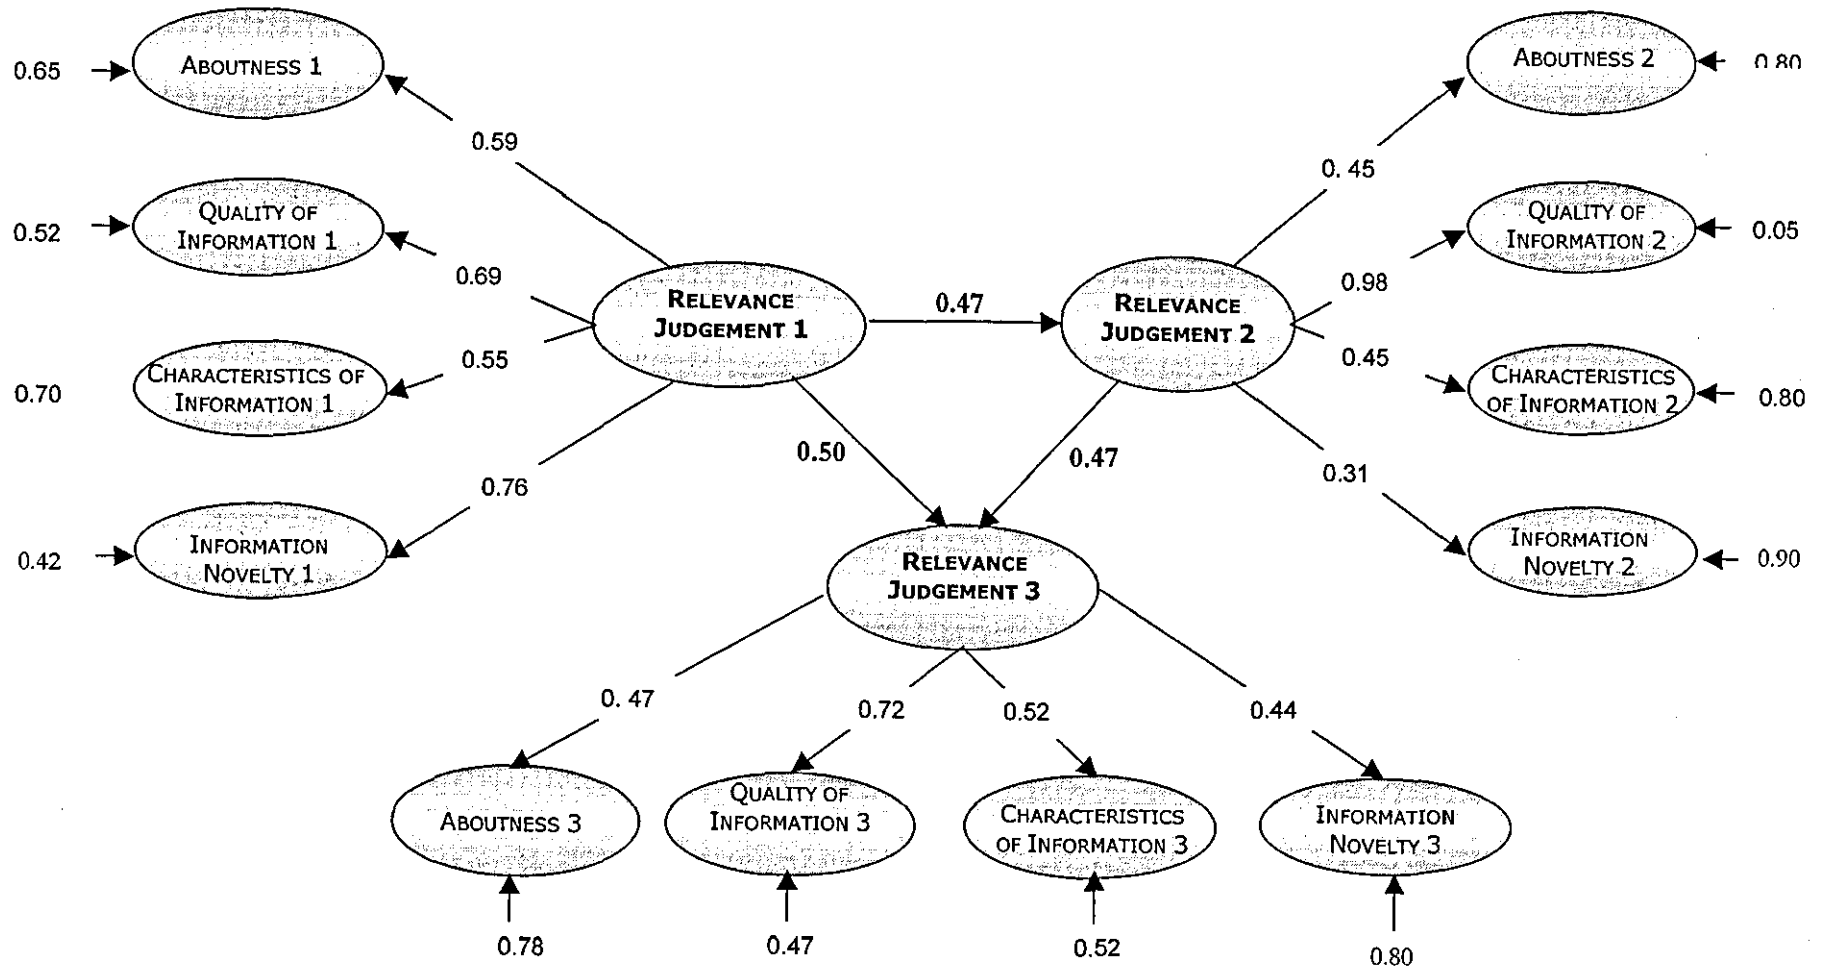 0.65
ABOUTNESS 1
0.59
0.52
QUALITY OF
INFORMATION 1
0.69
0.70
CHARACTERISTICS OF
INFORMATION 1
0.55
0.42
INFORMATION
NOVELTY 1
0.76
RELEVANCE
JUDGEMENT 1
0.47
RELEVANCE
JUDGEMENT 2
0.50
0.47
ABOUTNESS 2
0.80
0. 45
QUALITY OF
INFORMATION 2
0.05
0.98
CHARACTERISTICS
OF INFORMATION 2
0.80
0.45
INFORMATION
NOVELTY 2
0.90
0.31
RELEVANCE
JUDGEMENT 3
0. 47
0.72
0.52
0.44
ABOUTNESS 3
QUALITY OF
INFORMATION 3
CHARACTERISTICS
OF INFORMATION 3
INFORMATION
NOVELTY 3
0.78
0.47
0.52
0.80